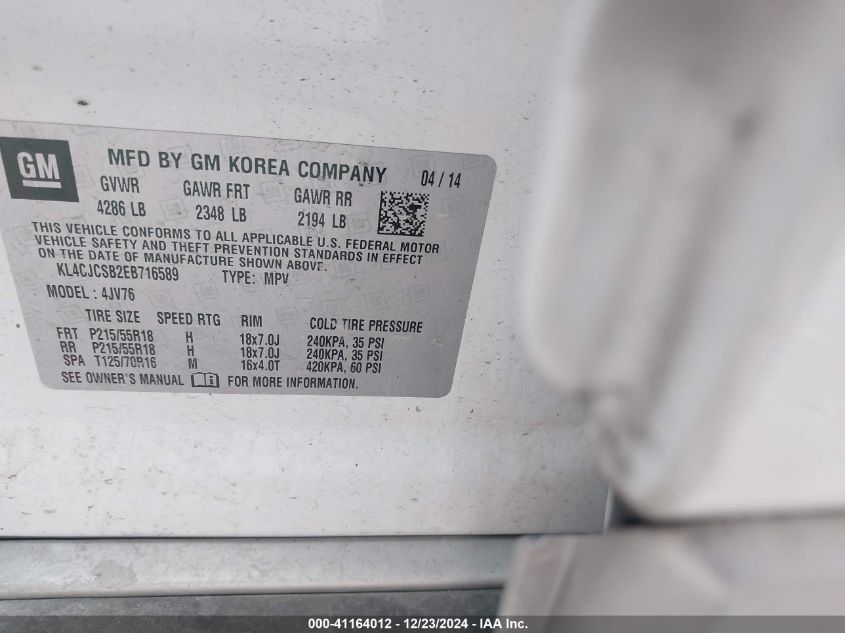 GM
MFD BY GM KOREA COMPANY 04 / 14
GVWR GAWR FRT GAWR RR
4286 LB 2348 LB 2194 LB
THIS VEHICLE CONFORMS TO ALL APPLICABLE U.S. FEDERAL MOTOR
VEHICLE SAFETY AND THEFT PREVENTION STANDARDS IN EFFECT
ON THE DATE OF MANUFACTURE SHOWN ABOVE.
KL4CJCSB2EB716589 TYPE: MPV
MODEL : 4JV76
TIRE SIZE SPEED RTG RIM COLD TIRE PRESSURE
FRT P215/55R18 H 18x7.0J 240KPA, 35 PSI
RR P215/55R18 H 18x7.0J 240KPA, 35 PSI
SPA T125/70R16 M 16x4.0T 420KPA, 60 PSI
SEE OWNER'S MANUAL FOR MORE INFORMATION.
000-41164012 - 12/23/2024 - IAA Inc.